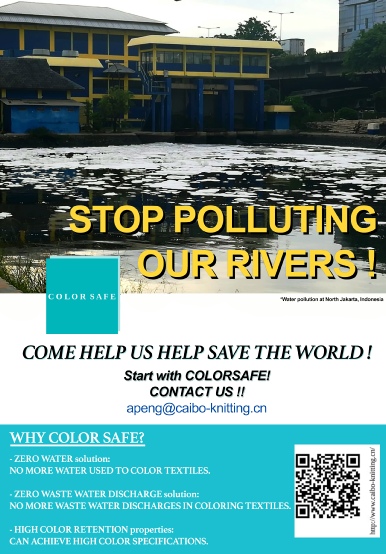 STOP POLLUTING
OUR RIVERS !
COLOR SAFE
*Water pollution at North Jakarta, Indonesia
COME HELP US HELP SAVE THE WORLD !
Start with COLORSAFE!
CONTACT US !!
apeng@caibo-knitting.cn
WHY COLOR SAFE?
- ZERO WATER solution:
NO MORE WATER USED TO COLOR TEXTILES.
- ZERO WASTE WATER DISCHARGE solution:
NO MORE WASTE WATER DISCHARGES IN COLORING TEXTILES.
- HIGH COLOR RETENTION properties:
CAN ACHIEVE HIGH COLOR SPECIFICATIONS.
http://www.caibo-knitting.cn/